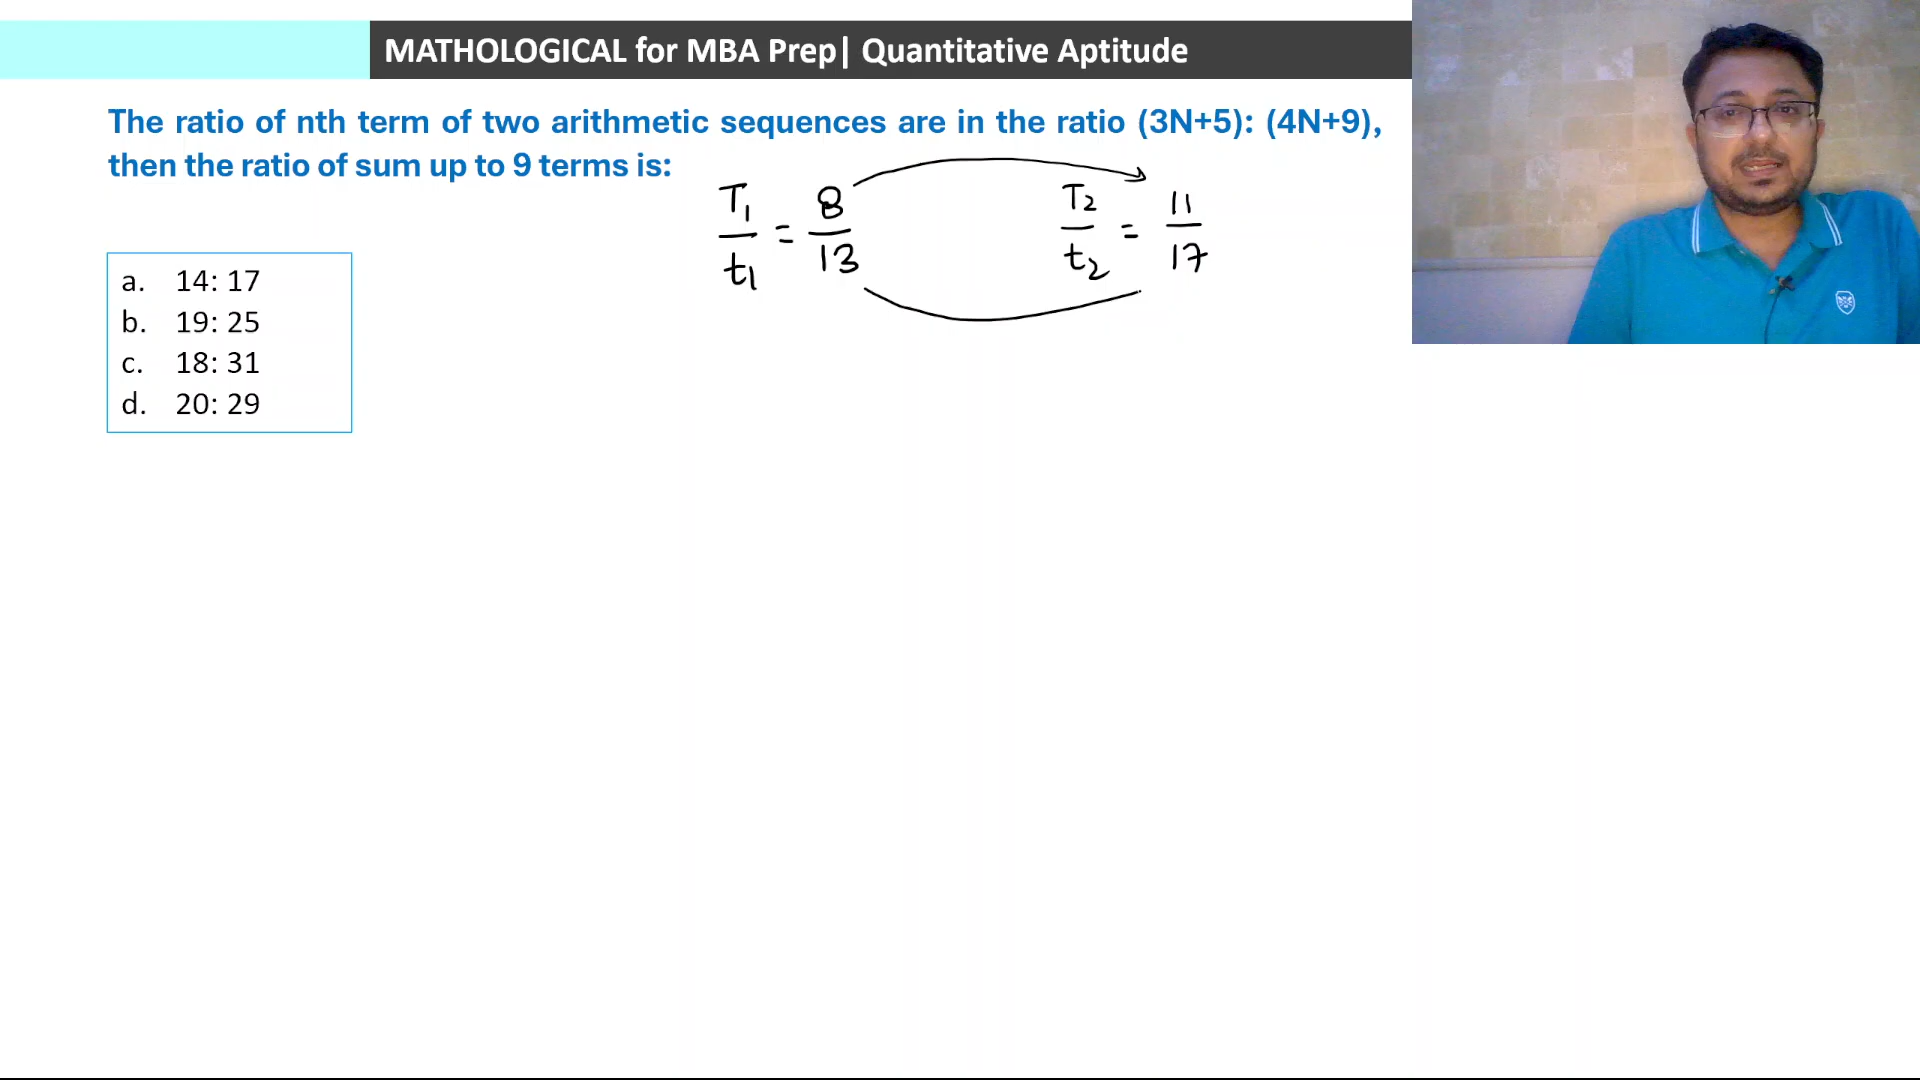 MATHOLOGICAL for MBA Prep| Quantitative Aptitude
The ratio of nth term of two arithmetic sequences are in the ratio (3N+5): (4N+9),
then the ratio of sum up to 9 terms is:
T1/t1 = 8/13
T2/t2 = 11/17
a. 14: 17
b. 19: 25
c. 18: 31
d. 20: 29